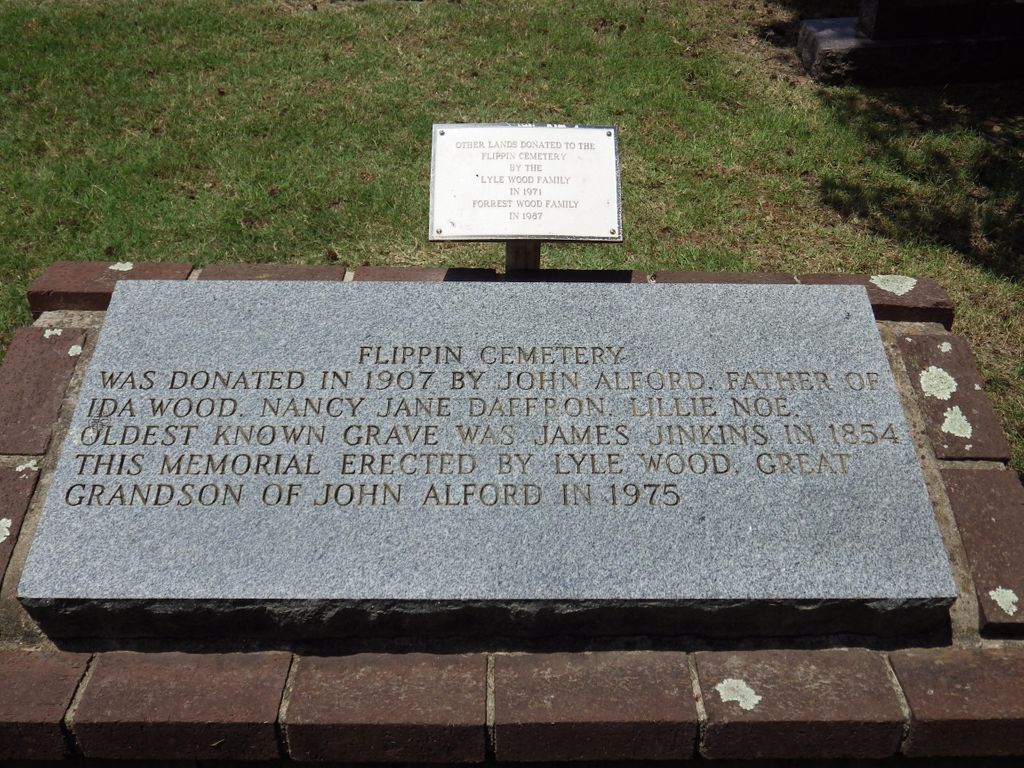 OTHER LANDS DONATED TO THE
FLIPPIN CEMETERY
BY THE
LYLE WOOD FAMILY
IN 1971
FORREST WOOD FAMILY
IN 1987
FLIPPIN CEMETERY
WAS DONATED IN 1907 BY JOHN ALFORD, FATHER OF
IDA WOOD, NANCY JANE DAFFRON, LILLIE NOE.
OLDEST KNOWN GRAVE WAS JAMES JINKINS IN 1854
THIS MEMORIAL ERECTED BY LYLE WOOD, GREAT
GRANDSON OF JOHN ALFORD IN 1975